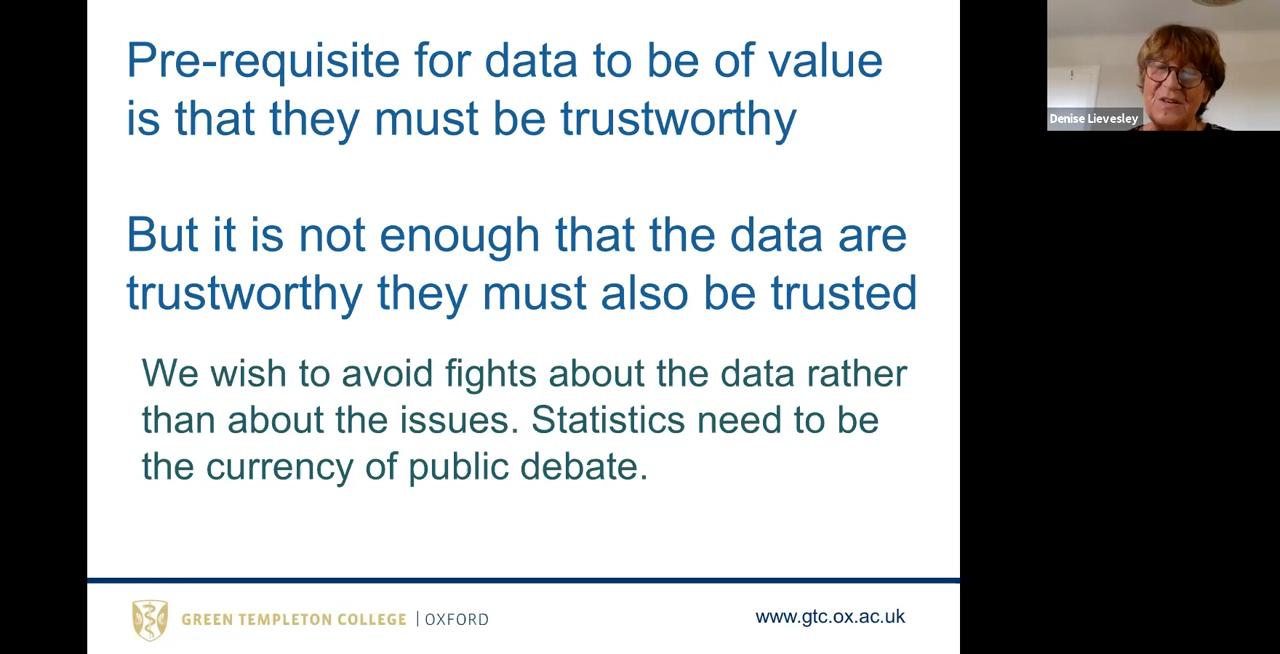 Pre-requisite for data to be of value
is that they must be trustworthy
But it is not enough that the data are
trustworthy they must also be trusted
We wish to avoid fights about the data rather
than about the issues. Statistics need to be
the currency of public debate.
GREEN TEMPLETON COLLEGE | OXFORD
www.gtc.ox.ac.uk
Denise Lievesley